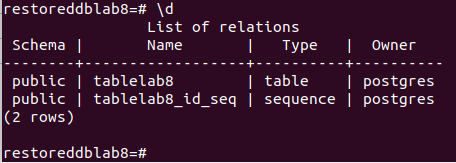 restoreddblab8=# \d
List of relations
Schema | Name | Type | Owner
--------+------------------+----------+----------
public | tablelab8 | table | postgres
public | tablelab8_id_seq | sequence | postgres
(2 rows)
restoreddblab8=#